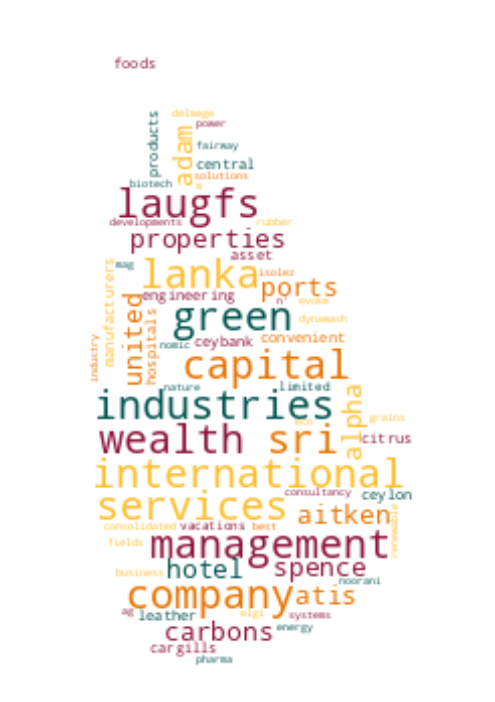 foods
delmege
products
power
adam
fairway
central
solutions
biotech
laugfs
developments
rubber
properties
asset
mag
lanka
isolez
manufacturers
ports
engineering
n'
evoke
united
green
dynawash
hospitals
industry
nomic
ceybank
convenient
capital
nature
limited
industries
alpha
grains
eco
wealth
sri
citrus
international
consultancy
ceylon
services
aitken
renewable
consolidated
vacations
best
fields
management
business
hotel
spence
noorani
company
atis
ag
leather
elgi
systems
carbons
energy
cargills
pharma